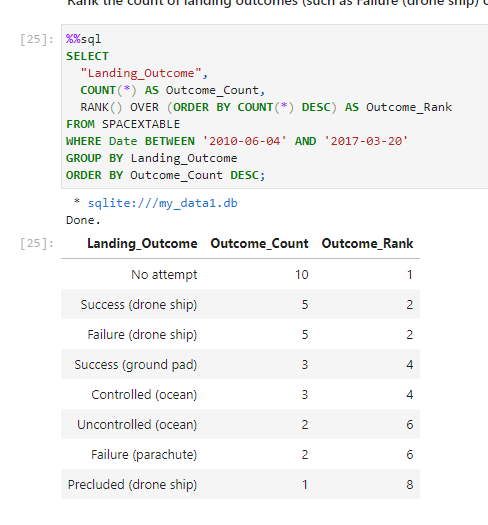 Rank the count of landing outcomes (such as Failure (drone ship)
[25]: %%sql
SELECT
"Landing_Outcome",
COUNT(*) AS Outcome_Count,
RANK() OVER (ORDER BY COUNT(*) DESC) AS Outcome_Rank
FROM SPACEXTABLE
WHERE Date BETWEEN '2010-06-04' AND '2017-03-20'
GROUP BY Landing_Outcome
ORDER BY Outcome_Count DESC;
* sqlite:///my_data1.db
Done.
[25]: Landing_Outcome Outcome_Count Outcome_Rank
No attempt 10 1
Success (drone ship) 5 2
Failure (drone ship) 5 2
Success (ground pad) 3 4
Controlled (ocean) 3 4
Uncontrolled (ocean) 2 6
Failure (parachute) 2 6
Precluded (drone ship) 1 8